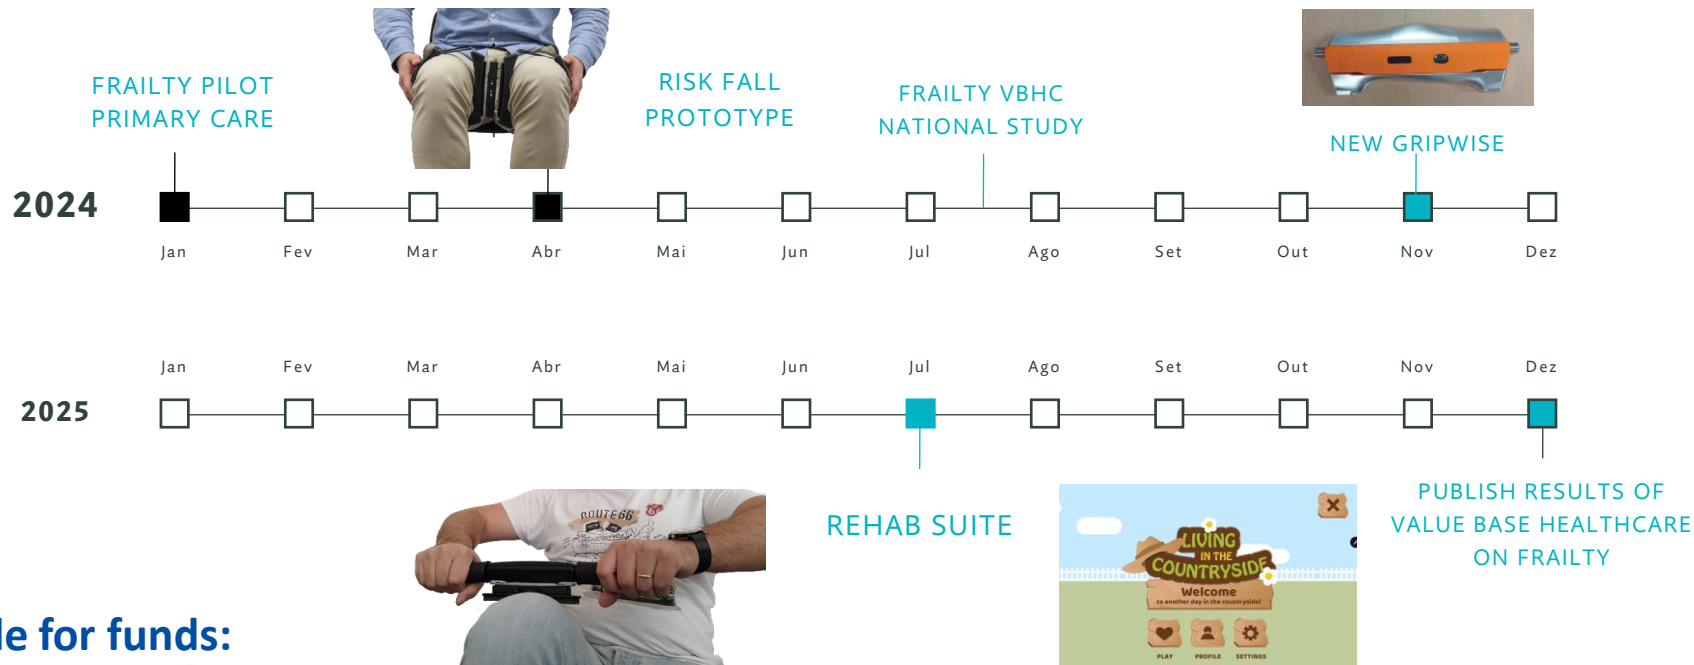 FRAILTY PILOT
PRIMARY CARE
RISK FALL
PROTOTYPE
FRAILTY VBHC
NATIONAL STUDY
NEW GRIPWISE
2024
Jan Fev Mar Abr Mai Jun Jul Ago Set Out Nov Dez
Jan Fev Mar Abr Mai Jun Jul Ago Set Out Nov Dez
2025
ROUTE 66
REHAB SUITE
LIVING
IN THE
COUNTRYSIDE
Welcome
to another day in the countryside!
PLAY PROFILE SETTINGS
PUBLISH RESULTS OF
VALUE BASE HEALTHCARE
ON FRAILTY
for funds: